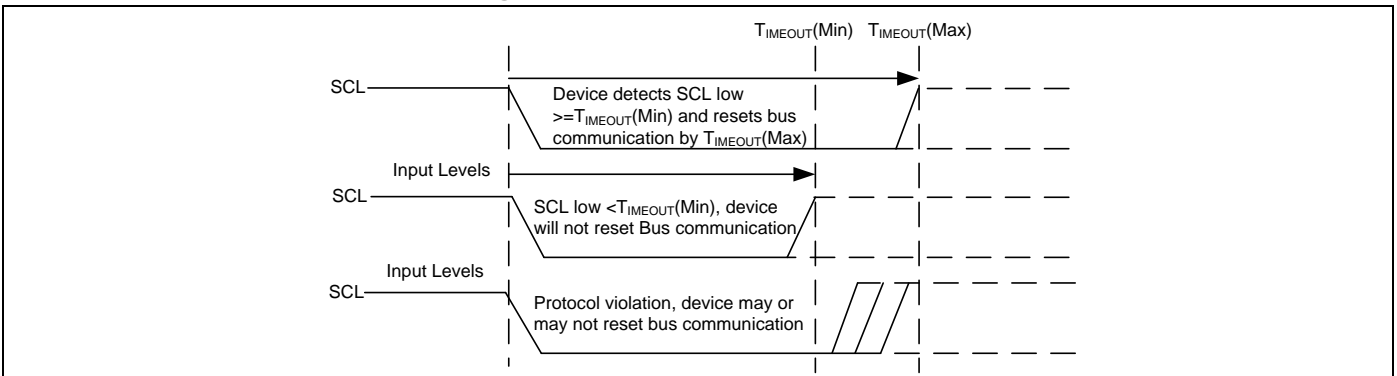 TIMEOUT(Min) TIMEOUT(Max)
SCL
Device detects SCL low
>=TIMEOUT(Min) and resets bus
communication by TIMEOUT(Max)
Input Levels
SCL
SCL low <TIMEOUT(Min), device
will not reset Bus communication
Input Levels
SCL
Protocol violation, device may or
may not reset bus communication